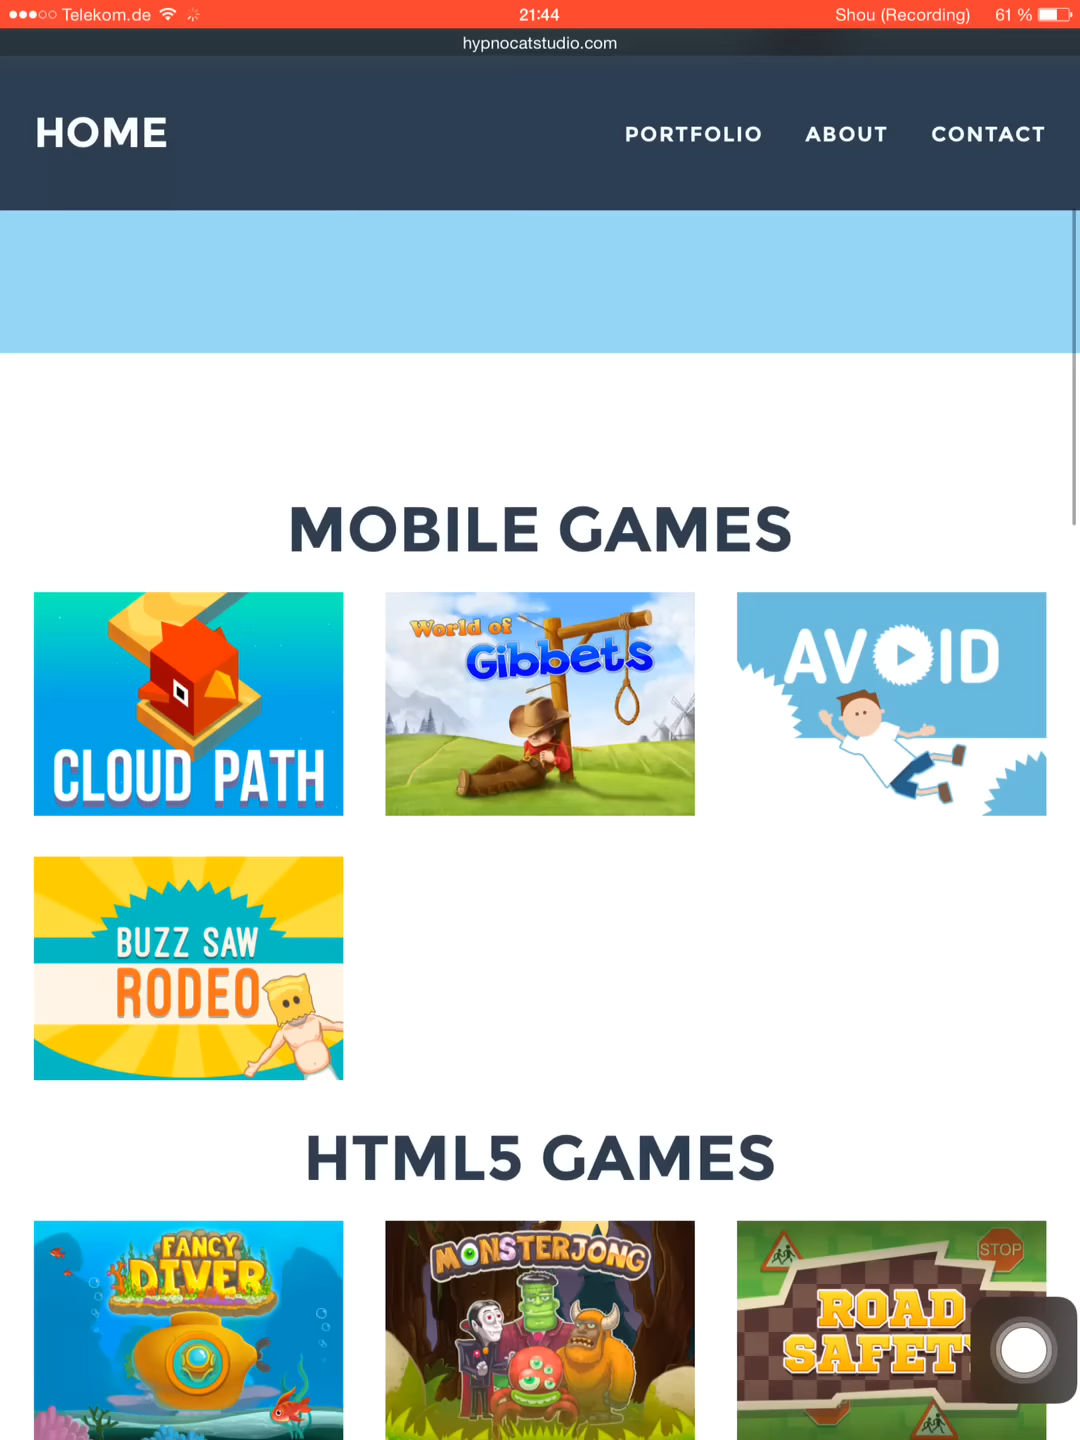 Telekom.de 21:44 Shou (Recording) 61 %
hypnocatstudio.com
HOME PORTFOLIO ABOUT CONTACT
MOBILE GAMES
CLOUD PATH
World of
Gibbets
AVOID
BUZZ SAW
RODEO
HTML5 GAMES
FANCY
DIVER
MONSTERJONG
STOP
ROAD
SAFETY